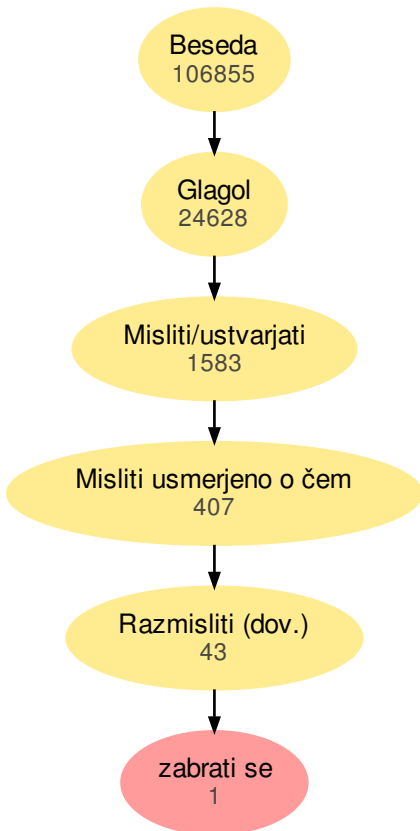 Beseda
106855
Glagol
24628
Misliti/ustvarjati
1583
Misliti usmerjeno o čem
407
Razmisliti (dov.)
43
zabrati se
1